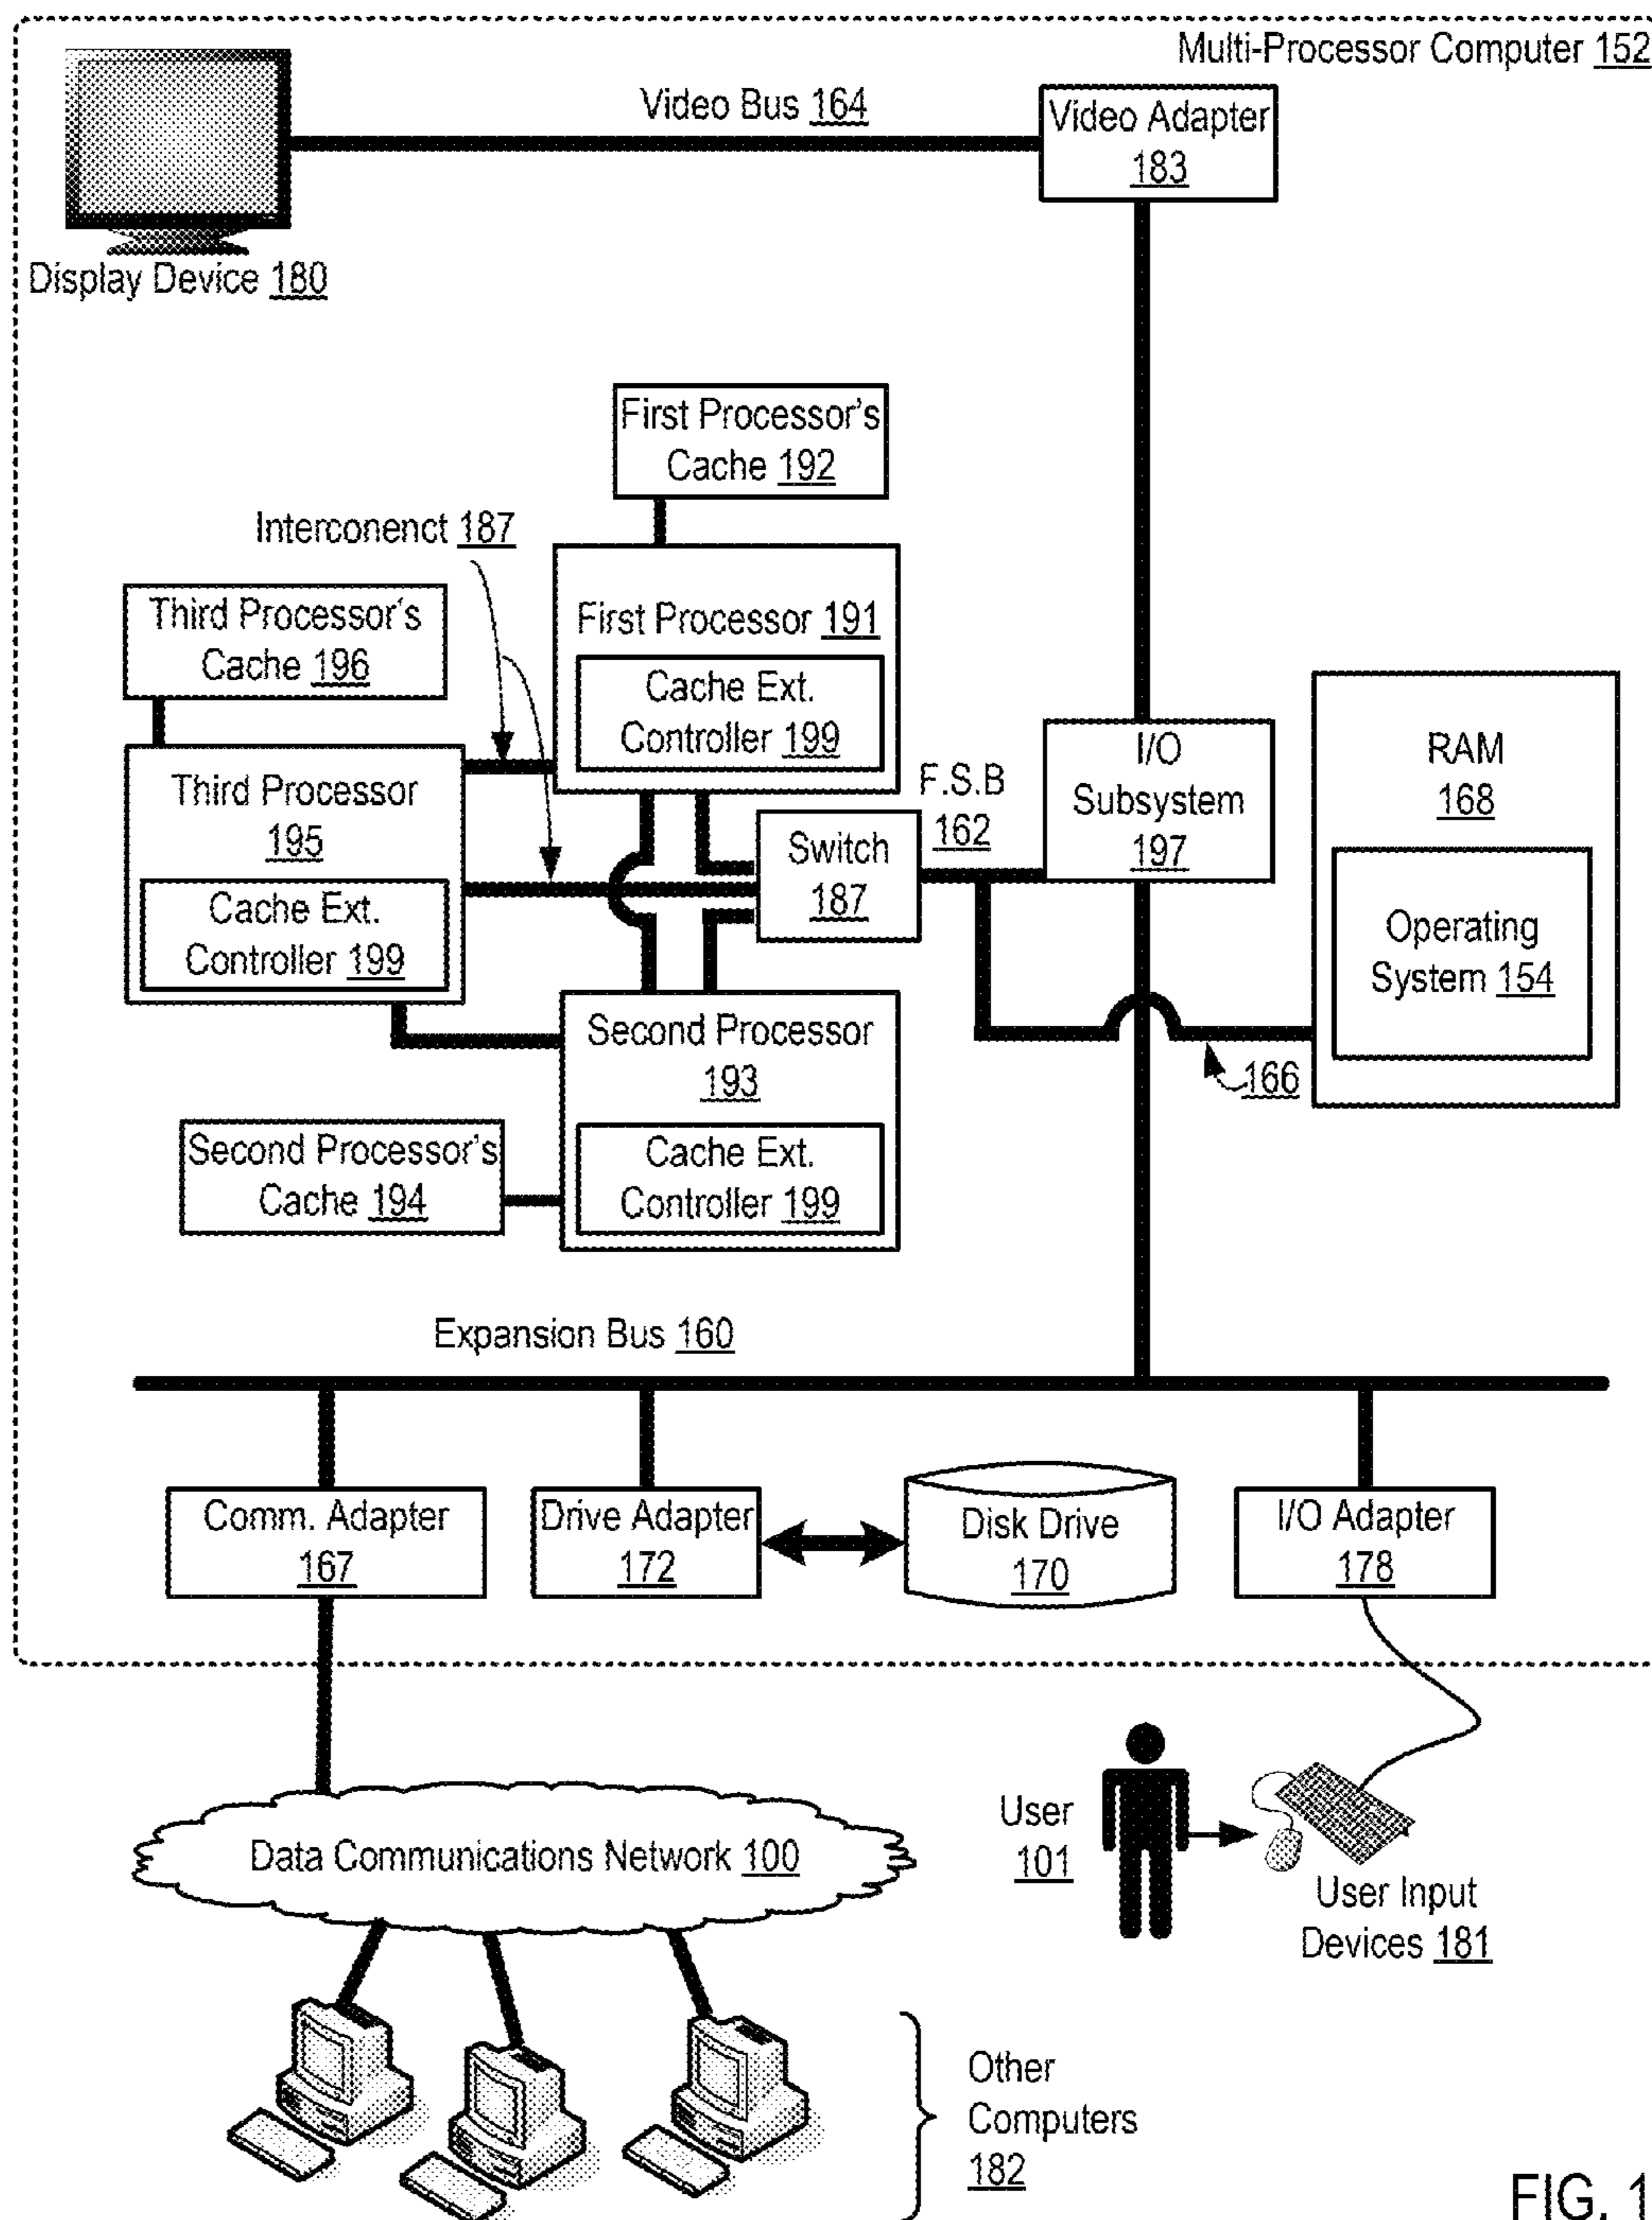 Multi-Processor Computer 152
Video Bus 164
Video Adapter
183
Display Device 180
First Processor's
Cache 192
Interconenct 187
Third Processor's
Cache 196
First Processor 191
Cache Ext.
Controller 199
Third Processor
195
Cache Ext.
Controller 199
Switch
187
F.S.B
162
I/O
Subsystem
197
RAM
168
Operating
System 154
166
Second Processor
193
Cache Ext.
Controller 199
Second Processor's
Cache 194
Expansion Bus 160
Comm. Adapter
167
Drive Adapter
172
Disk Drive
170
I/O Adapter
178
Data Communications Network 100
User
101
User Input
Devices 181
Other
Computers
182
FIG. 1